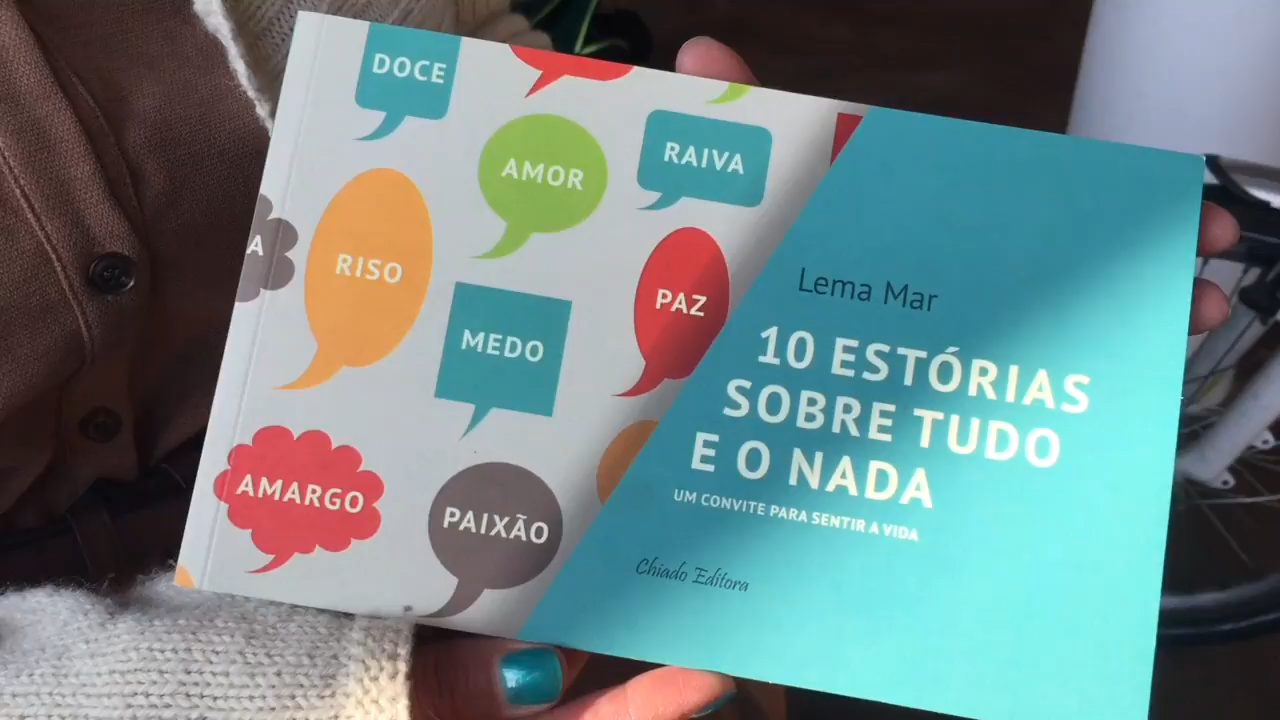 DOCE
AMOR
RAIVA
A
RISO
MEDO
PAZ
AMARGO
PAIXÃO
Lema Mar
10 ESTÓRIAS
SOBRE TUDO
E O NADA
UM CONVITE PARA SENTIR A VIDA
Chiado Editora